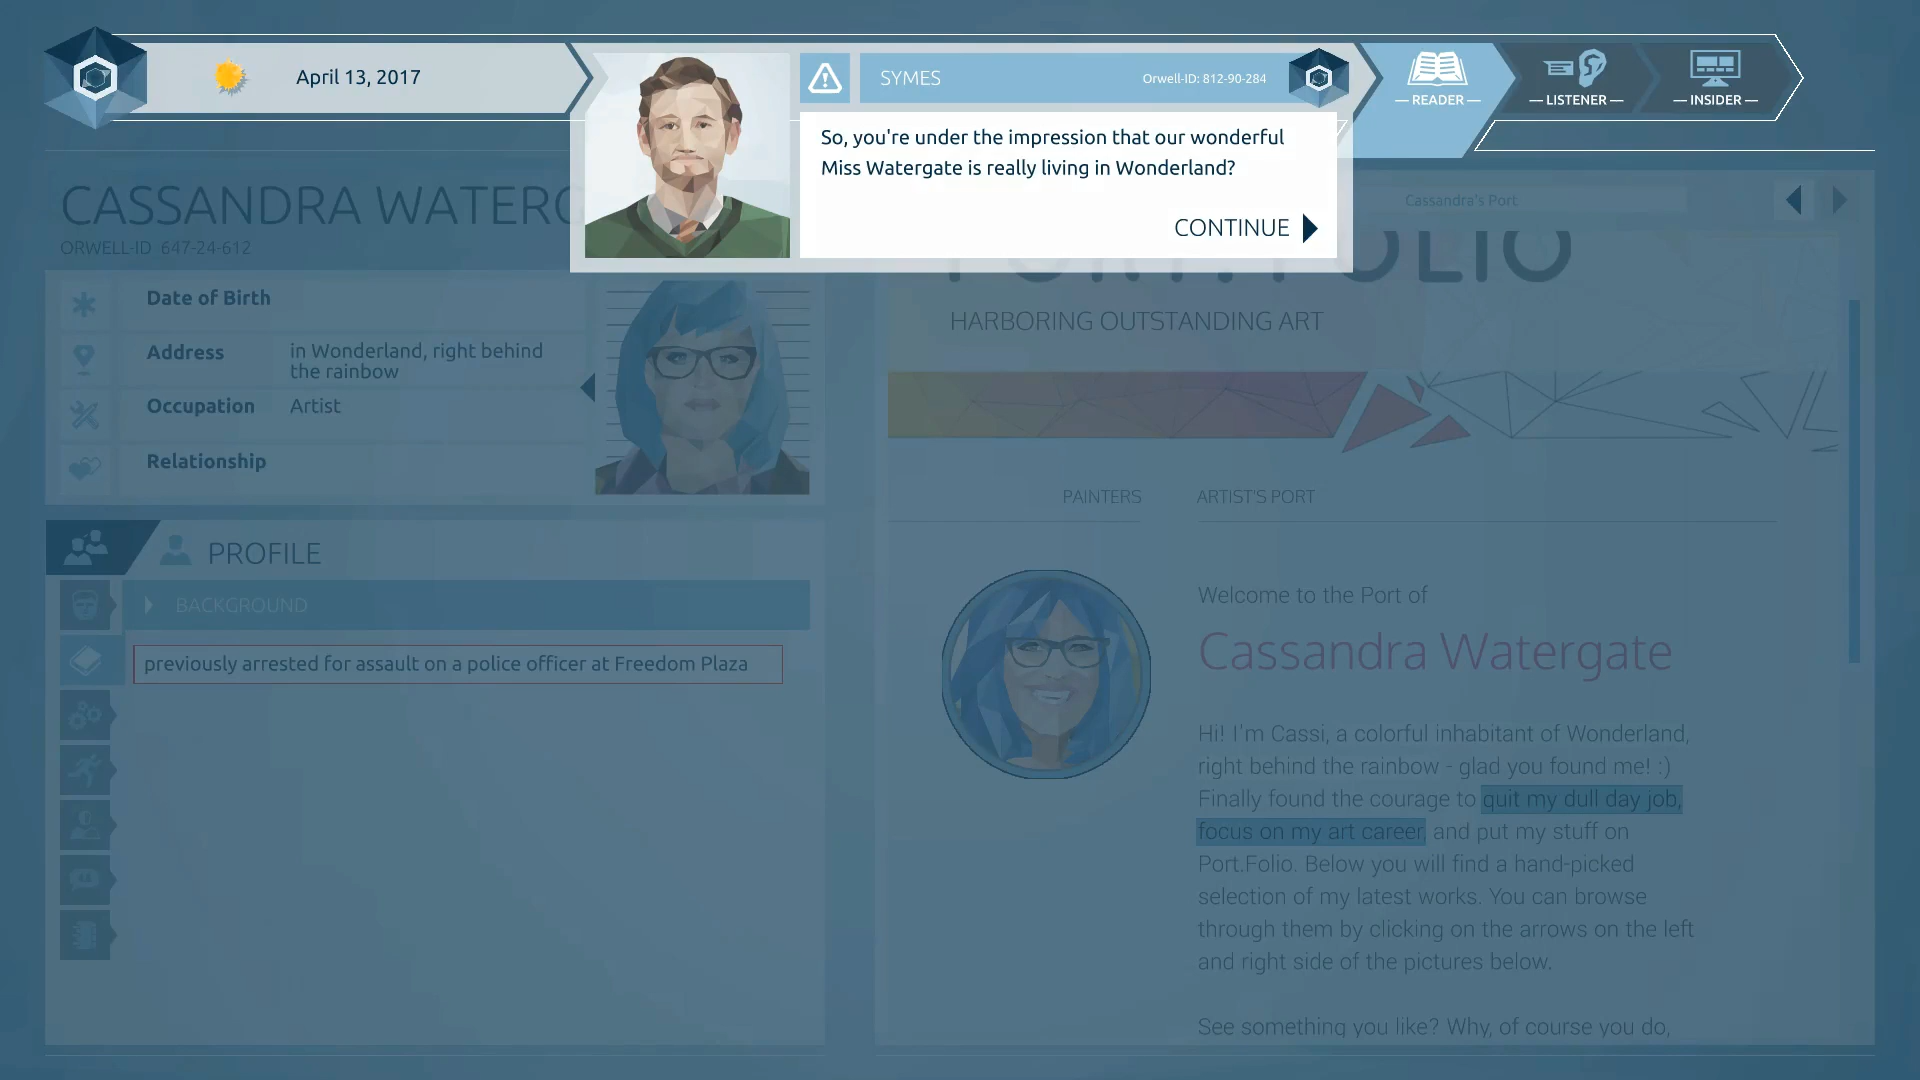 April 13, 2017
SYMES
Orwell-ID: 812-90-284
So, you're under the impression that our wonderful
Miss Watergate is really living in Wonderland?
CONTINUE
READER
LISTENER
INSIDER
CASSANDRA
ORWELL-ID 647-24-612
Date of Birth
Address
in Wonderland, right behind
the rainbow
Occupation
Artist
Relationship
PROFILE
BACKGROUND
previously arrested for assault on a police officer at Freedom Plaza
Cassandra's Port
HARBORING OUTSTANDING ART
PAINTERS
ARTIST'S PORT
Welcome to the Port of
Cassandra Watergate
Hi! I'm Cassi, a colorful inhabitant of Wonderland,
right behind the rainbow - glad you found me! :)
Finally found the courage to quit my dull day job,
focus on my art career, and put my stuff on
Port.Folio. Below you will find a hand-picked
selection of my latest works. You can browse
through them by clicking on the arrows on the left
and right side of the pictures below.
See something you like? Why, of course you do,